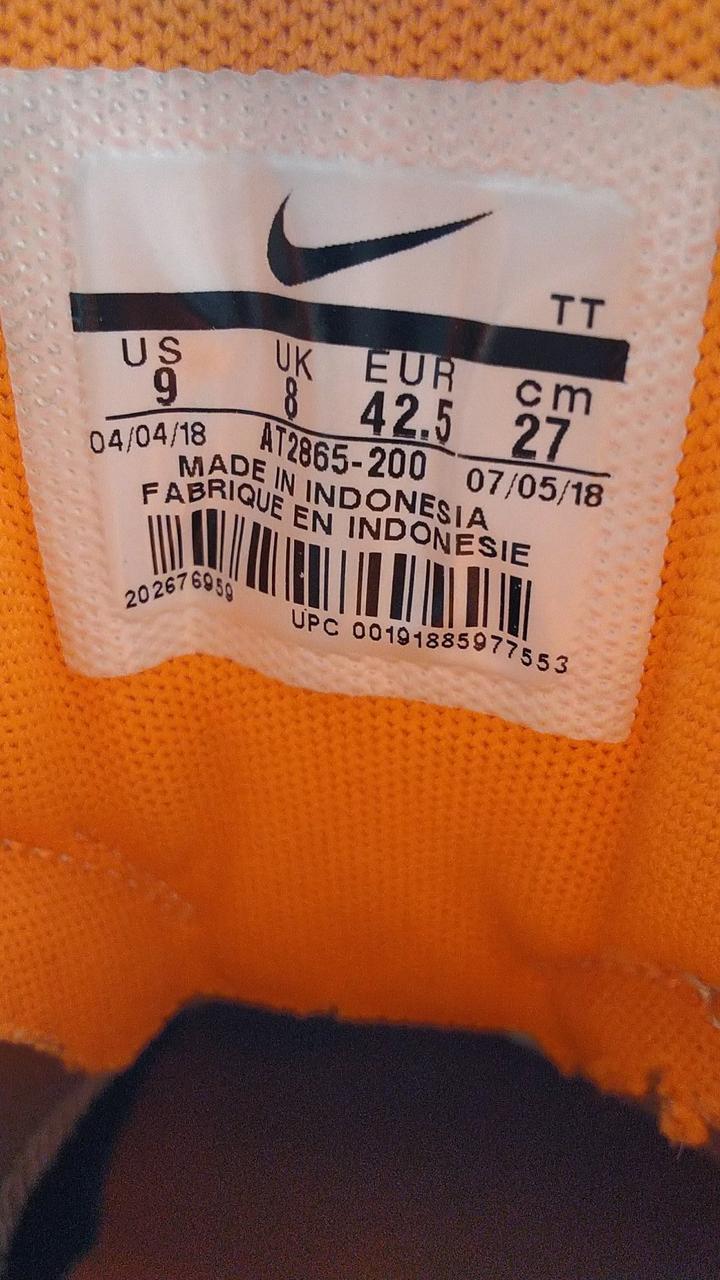 TT
US UK EUR cm
9 8 42.5 27
04/04/18 AT2865-200 07/05/18
MADE IN INDONESIA
FABRIQUE EN INDONESIE
202676959
UPC 00191885977553